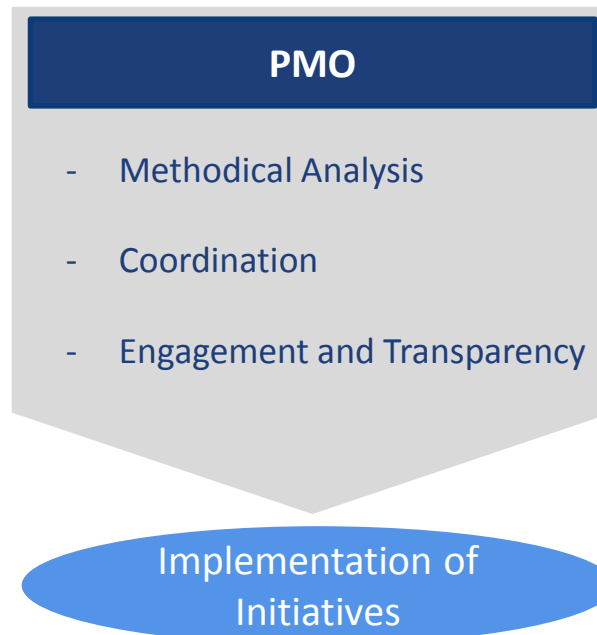 PMO
- Methodical Analysis
- Coordination
- Engagement and Transparency
Implementation of
Initiatives